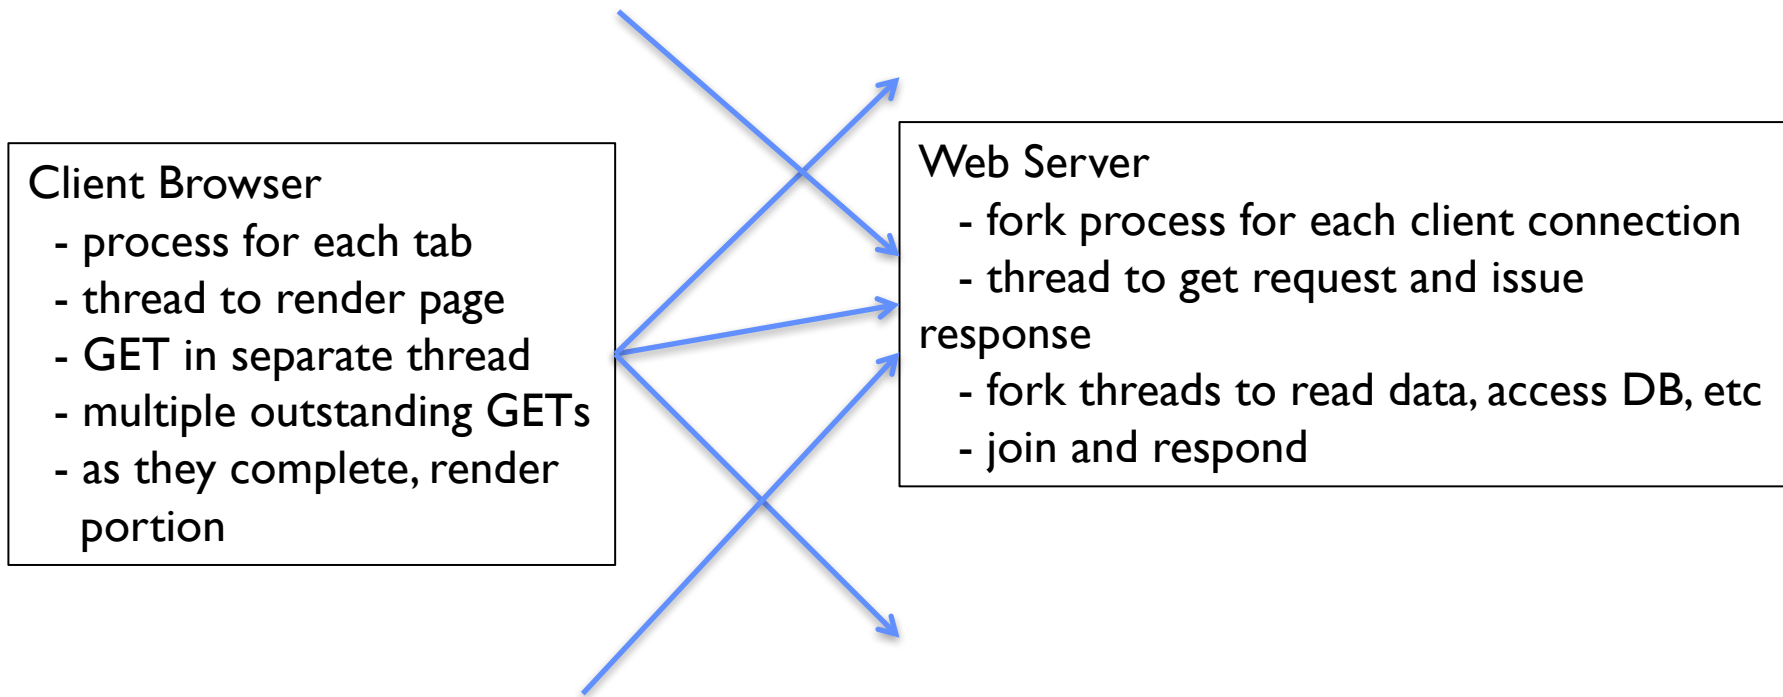 Client Browser
- process for each tab
- thread to render page
- GET in separate thread
- multiple outstanding GETs
- as they complete, render
portion
Web Server
- fork process for each client connection
- thread to get request and issue
response
- fork threads to read data, access DB, etc
- join and respond